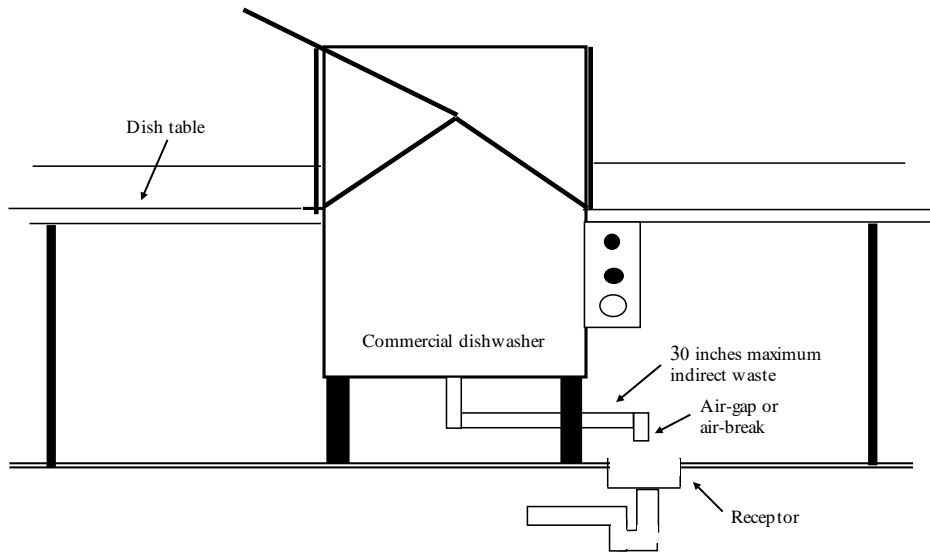 Dish table
Commercial dishwasher
30 inches maximum
indirect waste
Air-gap or
air-break
Receptor